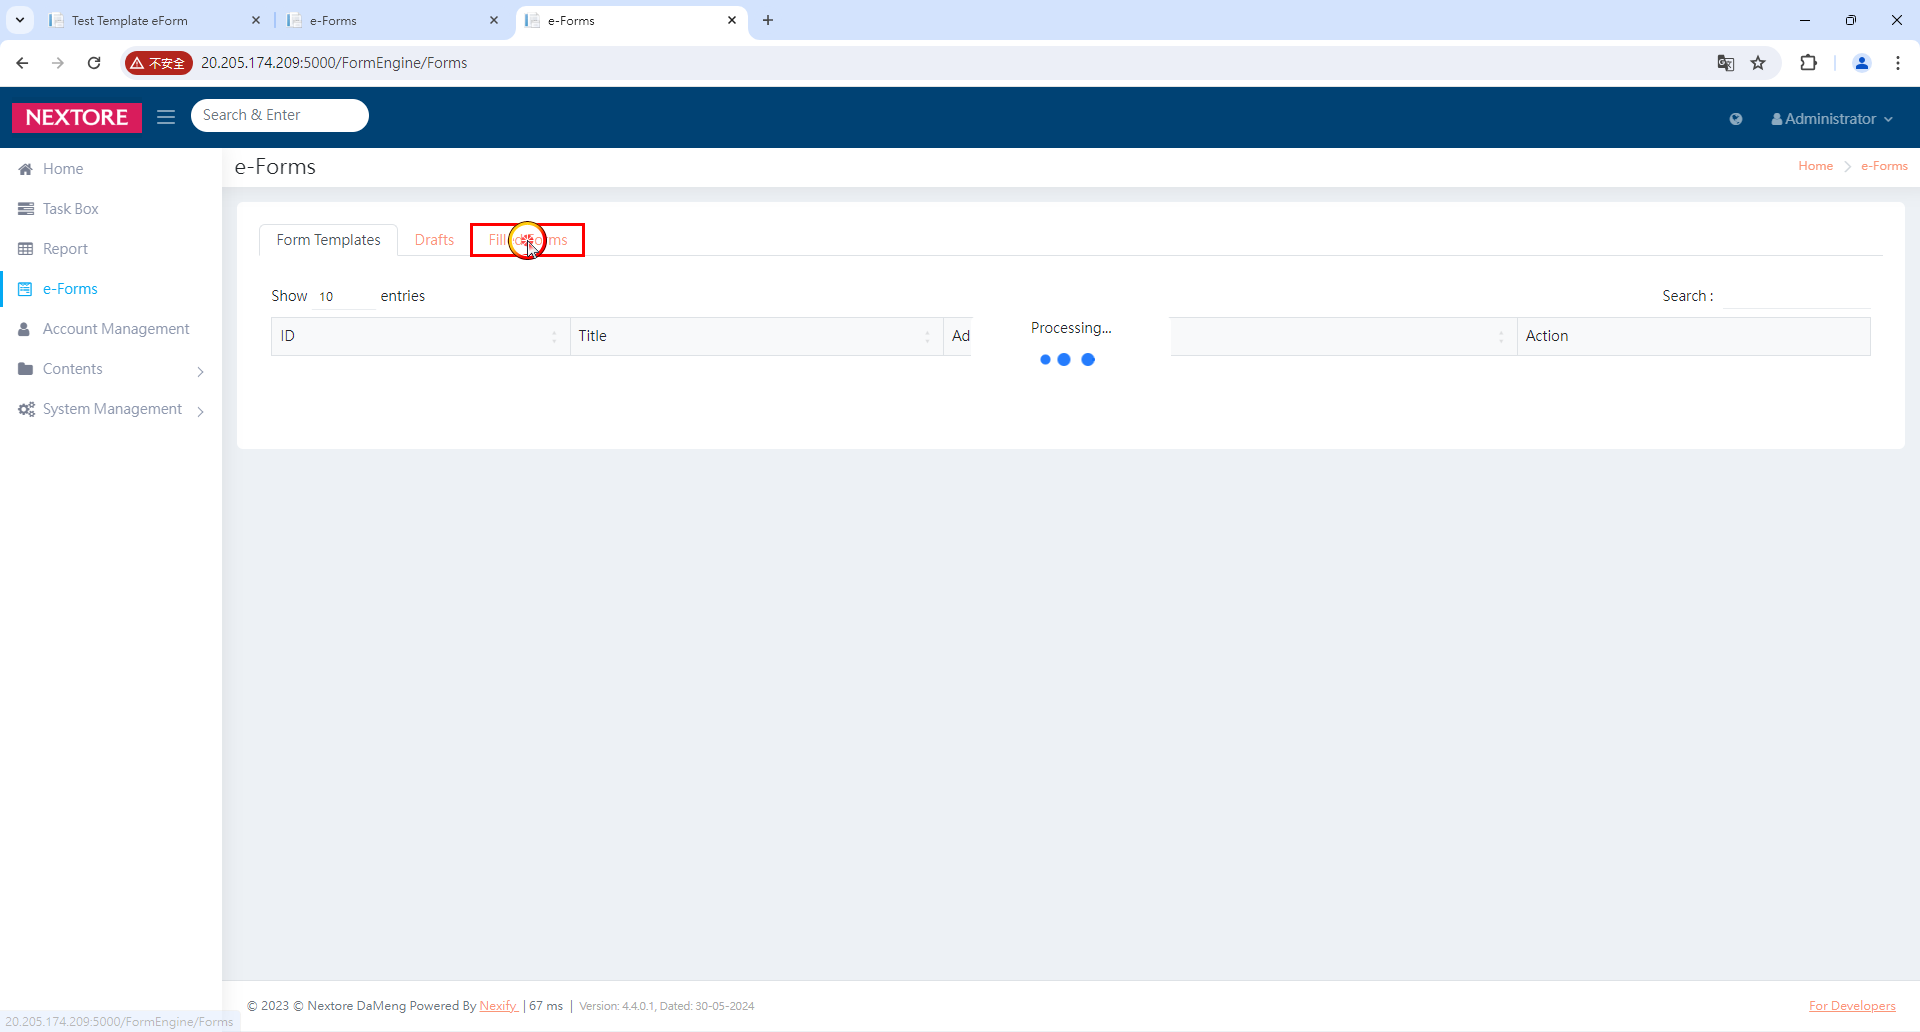 Test Template eForm
e-Forms
e-Forms
不安全
20.205.174.209:5000/FormEngine/Forms
NEXTORE
Search & Enter
Administrator
Home
Task Box
Report
e-Forms
Account Management
Contents
System Management
e-Forms
Home
e-Forms
Form Templates
Drafts
Show 10 entries
Search :
ID
Title
Ad
Action
Processing...
© 2023 © Nextore DaMeng Powered By Nexify | 67 ms | Version: 4.4.0.1, Dated: 30-05-2024
For Developers
20.205.174.209:5000/FormEngine/Forms